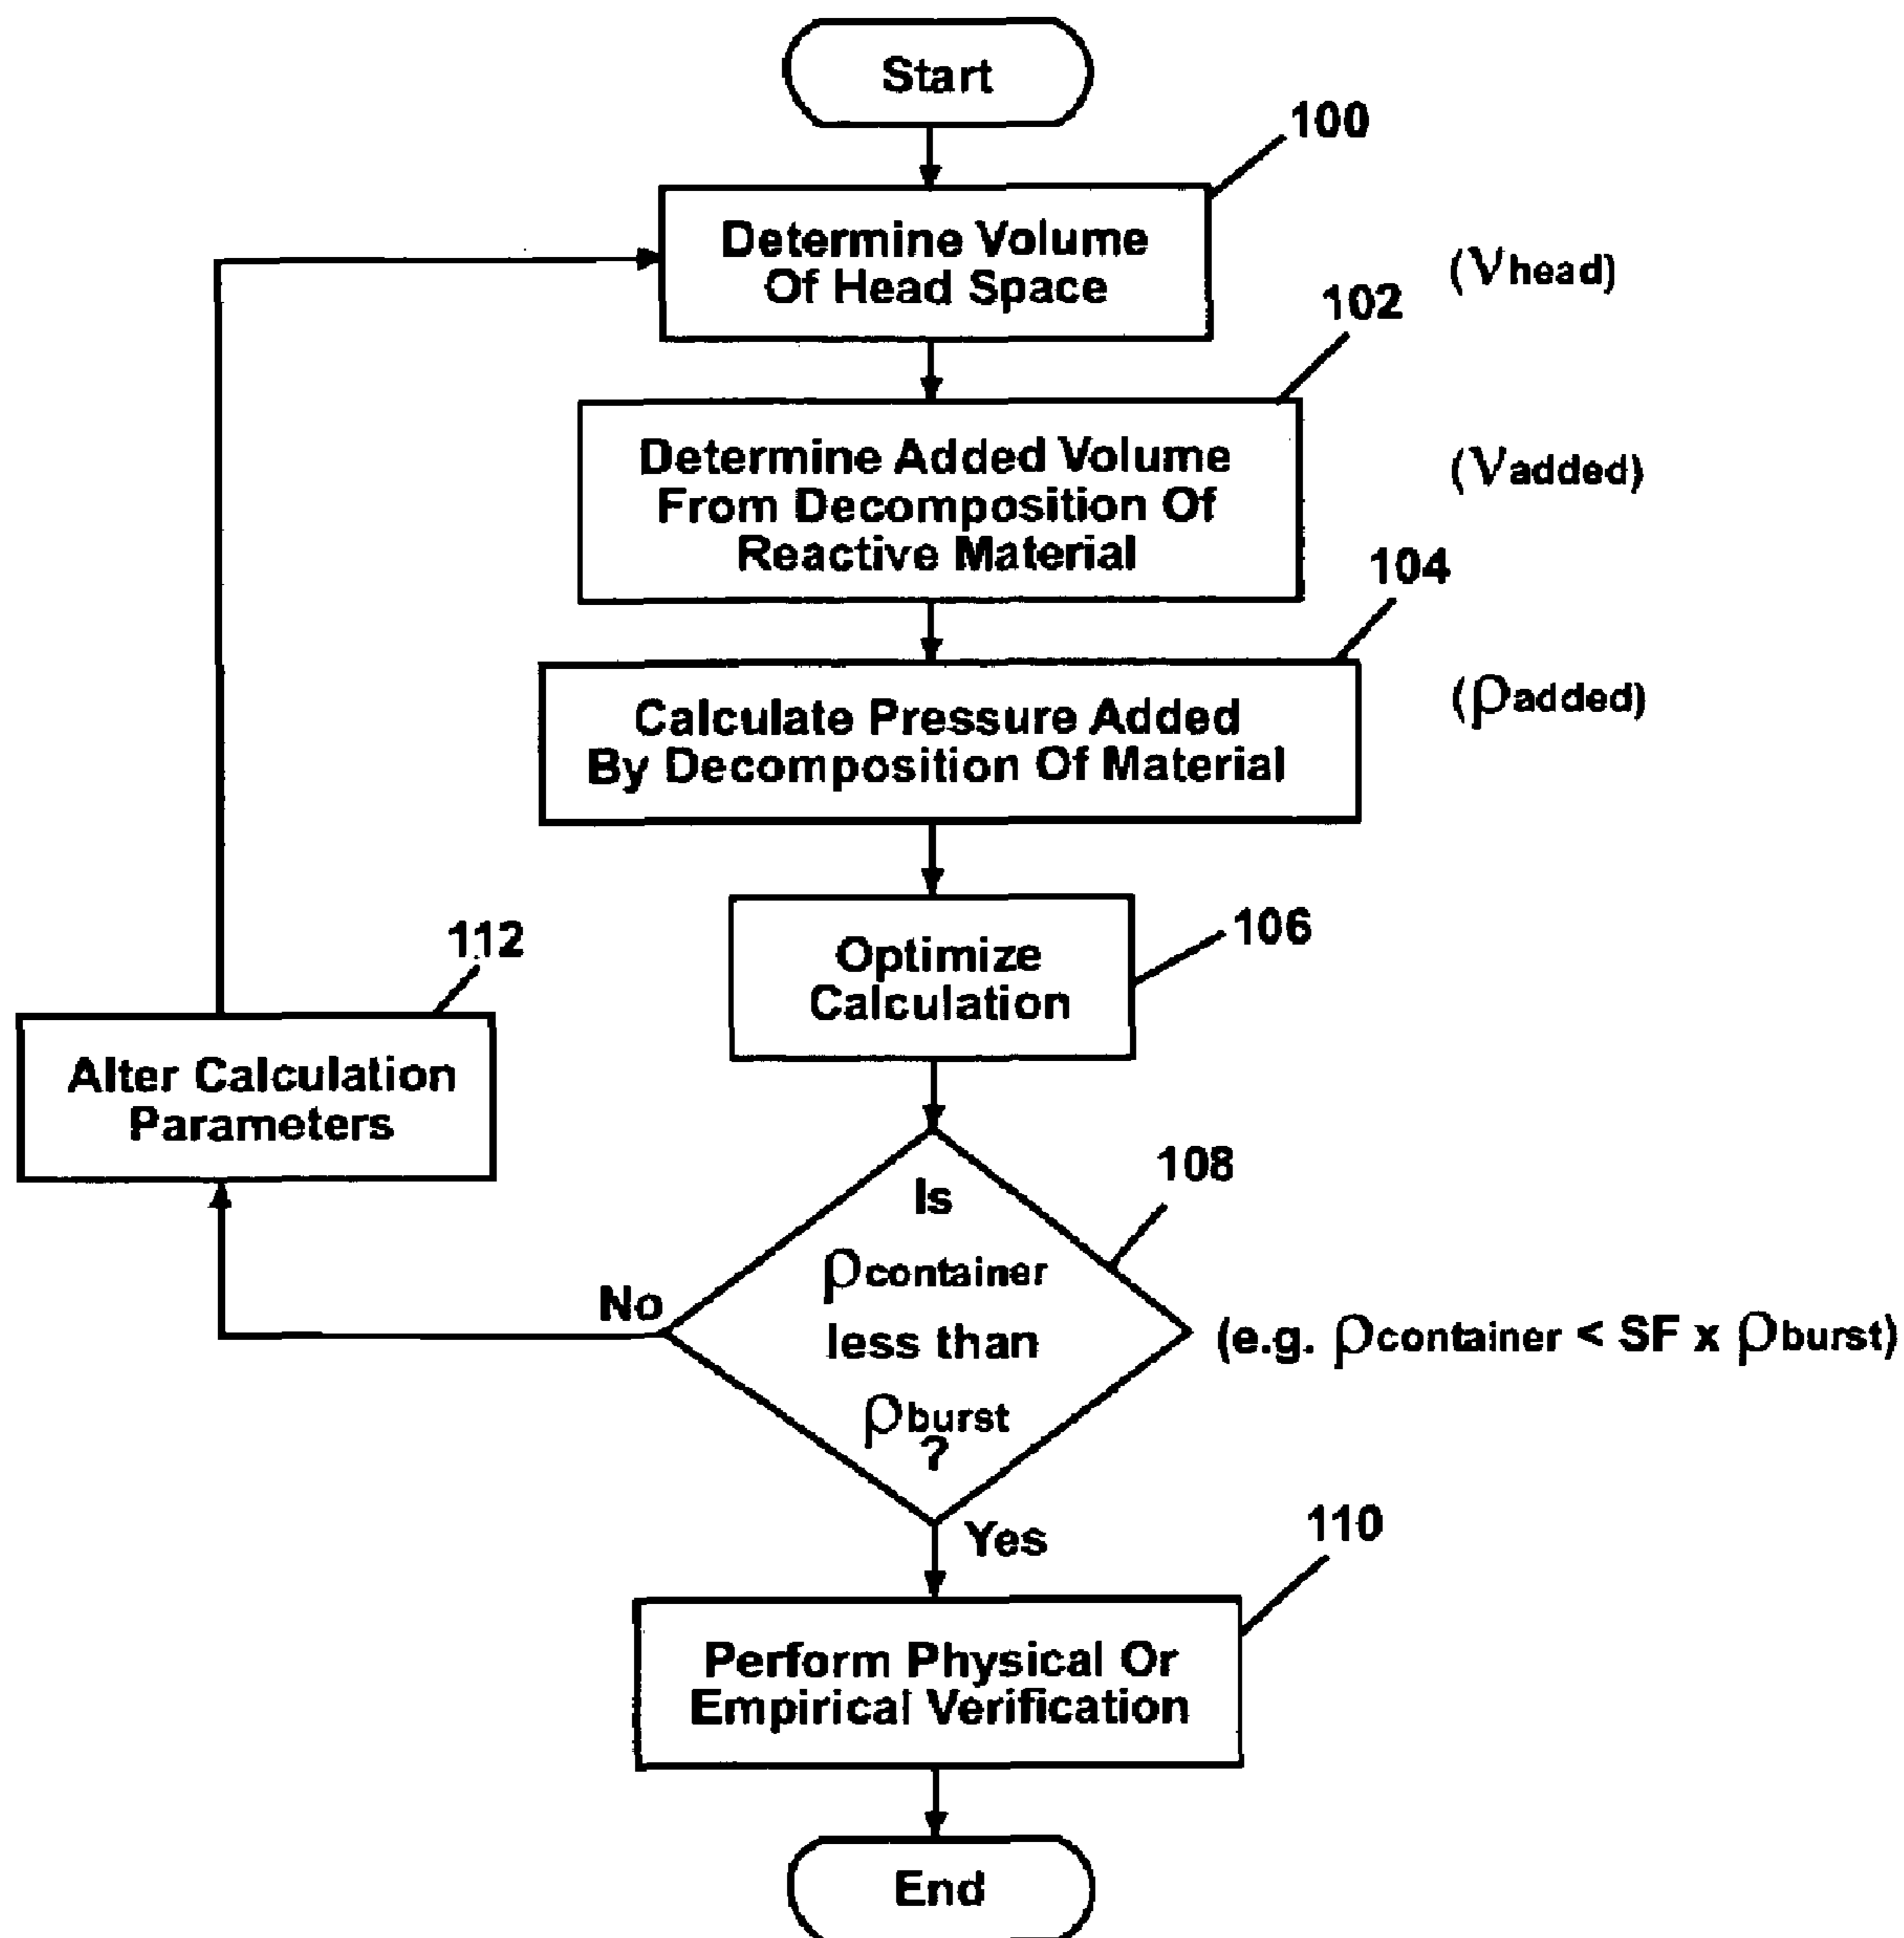 Start
100
Determine Volume
Of Head Space
(Vhead)
102
Determine Added Volume
From Decomposition Of
Reactive Material
(Vadded)
104
Calculate Pressure Added
By Decomposition Of Material
(ρadded)
106
Optimize
Calculation
112
Alter Calculation
Parameters
108
Is
ρcontainer
less than
ρburst
?
No
(e.g. ρcontainer < SF x ρburst)
Yes
110
Perform Physical Or
Empirical Verification
End